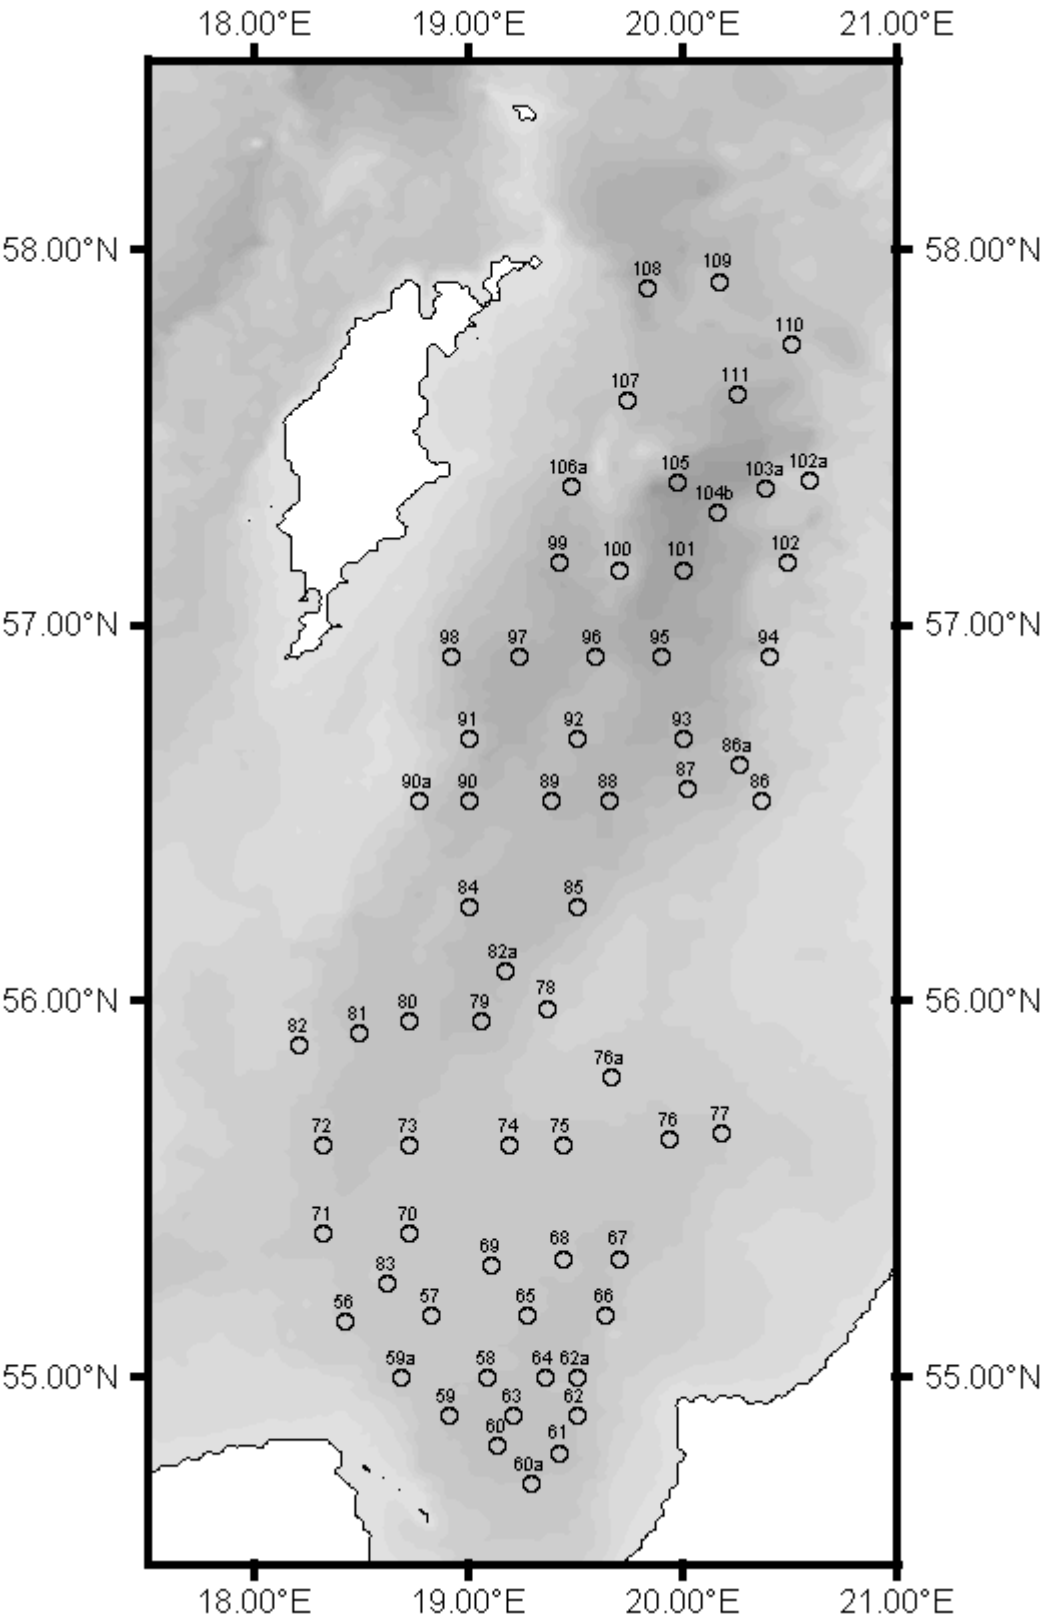 18.00°E 19.00°E 20.00°E 21.00°E
58.00°N 58.00°N
108 109
110
107 111
106a 105 103a 102a
104b
99 100 101 102
57.00°N 57.00°N
98 97 96 95 94
91 92 93
86a
90a 90 89 88 87 86
84 85
82a
78
56.00°N 56.00°N
82 81 80 79
76a
72 73 74 75 76 77
71 70
69 68 67
83
56 57 65 66
59a 58 64 62a
55.00°N 55.00°N
59 63 62
60 61
60a
18.00°E 19.00°E 20.00°E 21.00°E